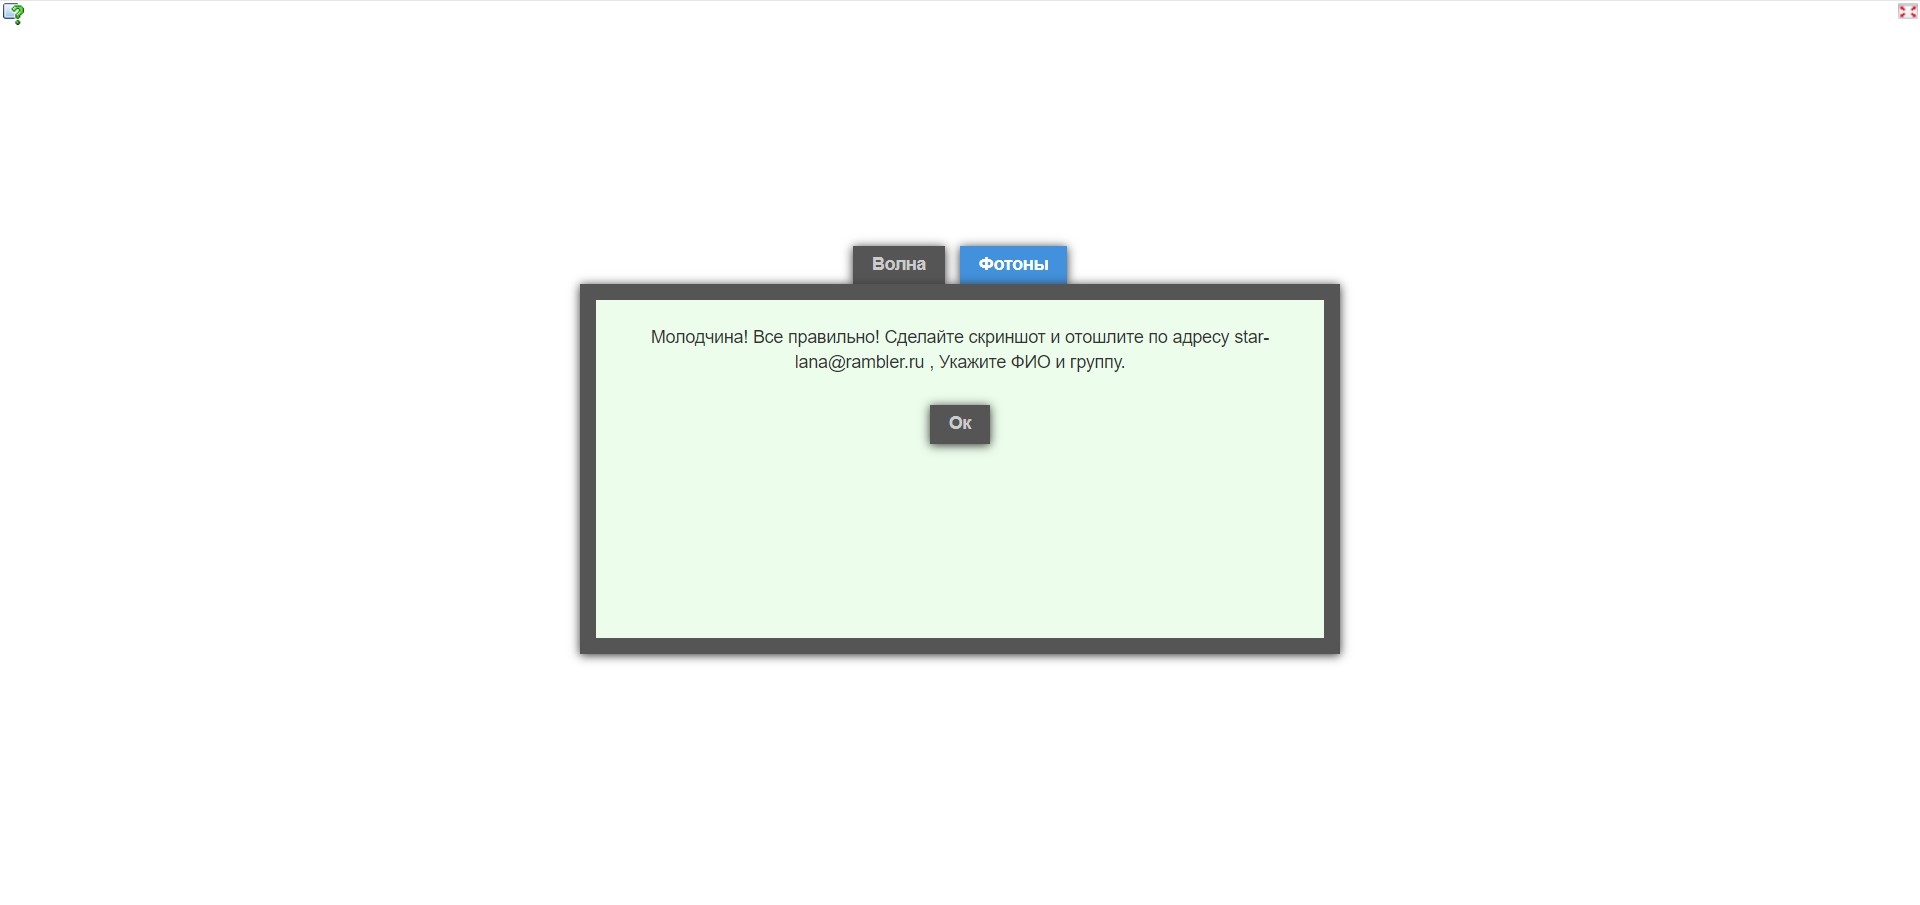 Волна Фотоны
Молодчина! Все правильно! Сделайте скриншот и отошлите по адресу star-
lana@rambler.ru , Укажите ФИО и группу.
Ок